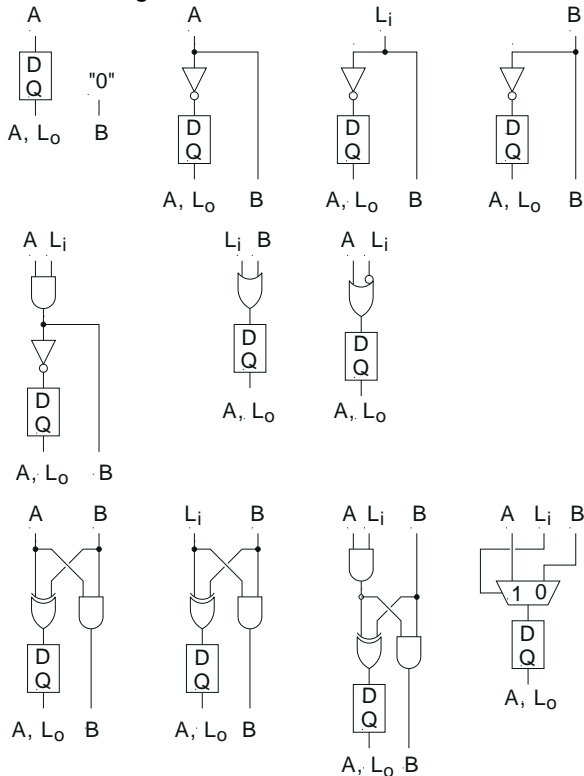 A A Li B
D Q "0" D Q D Q D Q
A, Lo B A, Lo B A, Lo B A, Lo B
A Li Li B A Li
D Q D Q D Q
A, Lo A, Lo
A, Lo B
A B Li B A Li B A Li B
1 0
D Q D Q D Q D Q
A, Lo B A, Lo B A, Lo B A, Lo